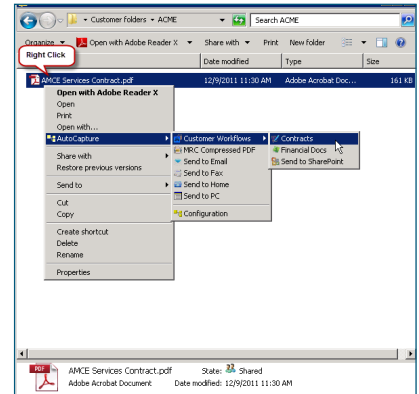 Customer folders ▸ ACME
Search ACME
Organize
Open with Adobe Reader X
Share with
Print
New folder
Right Click
Date modified
Type
Size
AMCE Services Contract.pdf
12/9/2011 11:30 AM
Adobe Acrobat Doc...
161 KB
Open with Adobe Reader X
Open
Print
Open with...
AutoCapture
Share with
Restore previous versions
Send to
Cut
Copy
Create shortcut
Delete
Rename
Properties
Customer Workflows
MRC Compressed PDF
Send to Email
Send to Fax
Send to Home
Send to PC
Configuration
Contracts
Financial Docs
Send to SharePoint
PDF
AMCE Services Contract.pdf
State: Shared
Adobe Acrobat Document
Date modified: 12/9/2011 11:30 AM